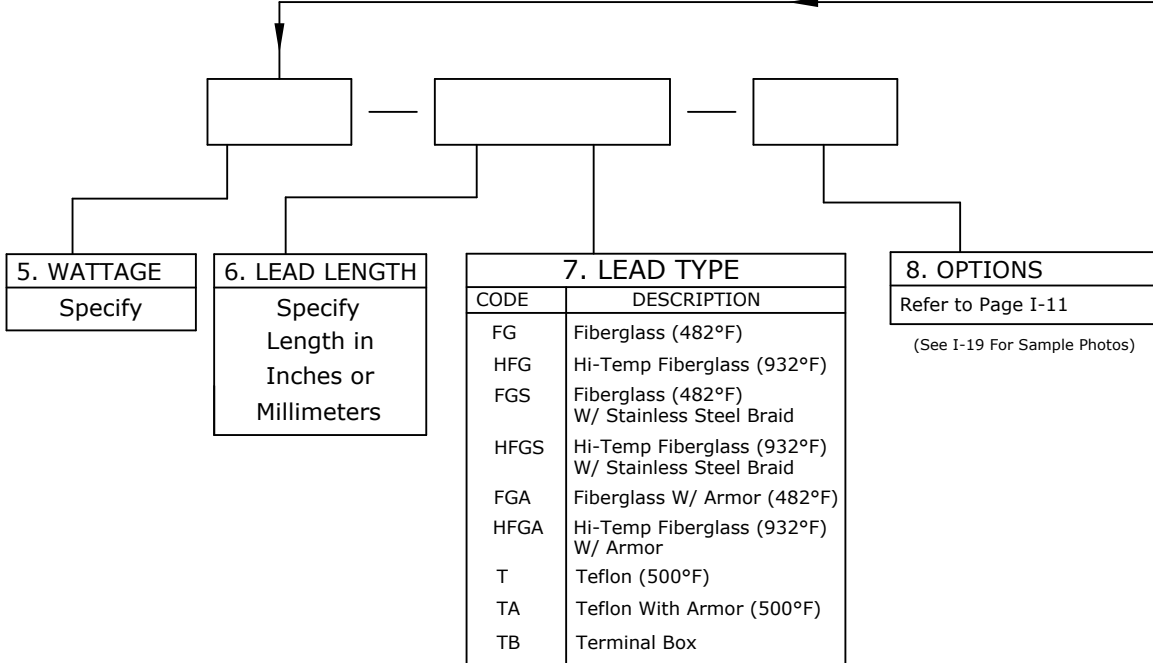 5. WATTAGE
Specify
6. LEAD LENGTH
Specify
Length in
Inches or
Millimeters
7. LEAD TYPE
CODE DESCRIPTION
FG Fiberglass (482°F)
HFG Hi-Temp Fiberglass (932°F)
FGS Fiberglass (482°F)
W/ Stainless Steel Braid
HFGS Hi-Temp Fiberglass (932°F)
W/ Stainless Steel Braid
FGA Fiberglass W/ Armor (482°F)
HFGA Hi-Temp Fiberglass (932°F)
W/ Armor
T Teflon (500°F)
TA Teflon With Armor (500°F)
TB Terminal Box
8. OPTIONS
Refer to Page I-11
(See I-19 For Sample Photos)